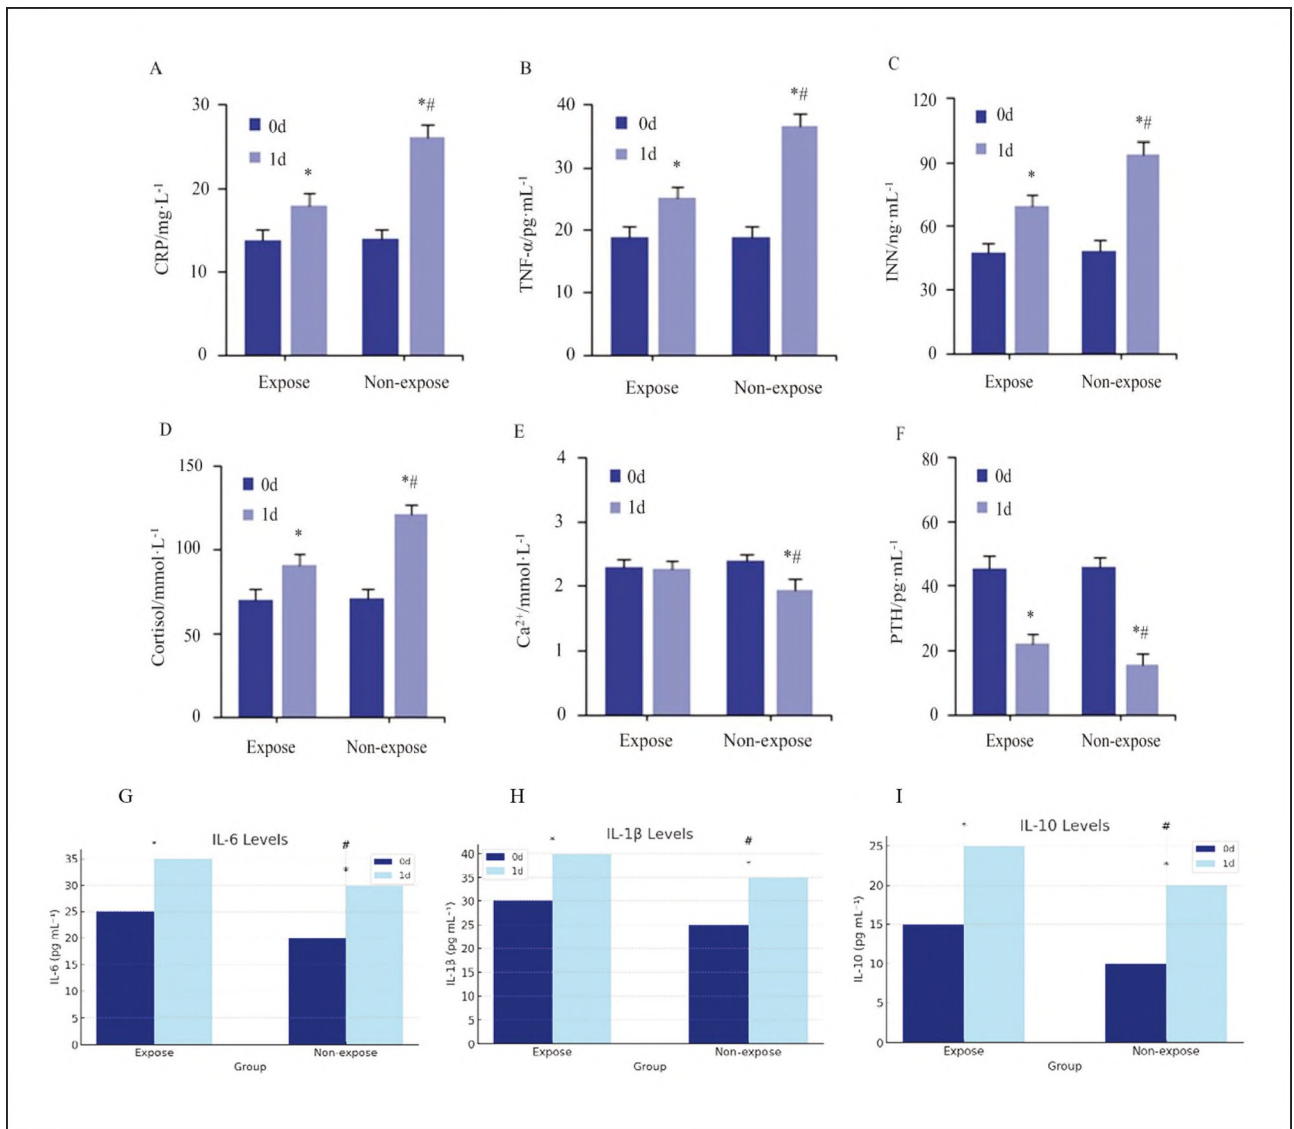 A
CRP/mg·L⁻¹
30
20
10
0
0d
1d
*
*#
Expose
Non-expose
B
TNF-α/pg·mL⁻¹
40
30
20
10
0
0d
1d
*
*#
Expose
Non-expose
C
INN/ng·mL⁻¹
120
90
60
30
0
0d
1d
*
*#
Expose
Non-expose
D
Cortisol/mmol·L⁻¹
150
100
50
0
0d
1d
*
*#
Expose
Non-expose
E
Ca²⁺/mmol·L⁻¹
4
3
2
1
0
0d
1d
*#
Expose
Non-expose
F
PTH/pg·mL⁻¹
80
60
40
20
0
0d
1d
*
*#
Expose
Non-expose
G
IL-6 Levels
IL-6 (pg mL⁻¹)
35
30
25
20
15
10
5
0
*
#
*
0d
1d
Expose
Non-expose
Group
H
IL-1β Levels
IL-1β (pg mL⁻¹)
40
35
30
25
20
15
10
5
0
0d
1d
*
#
*
Expose
Non-expose
Group
I
IL-10 Levels
IL-10 (pg mL⁻¹)
25
20
15
10
5
0
*
#
*
0d
1d
Expose
Non-expose
Group